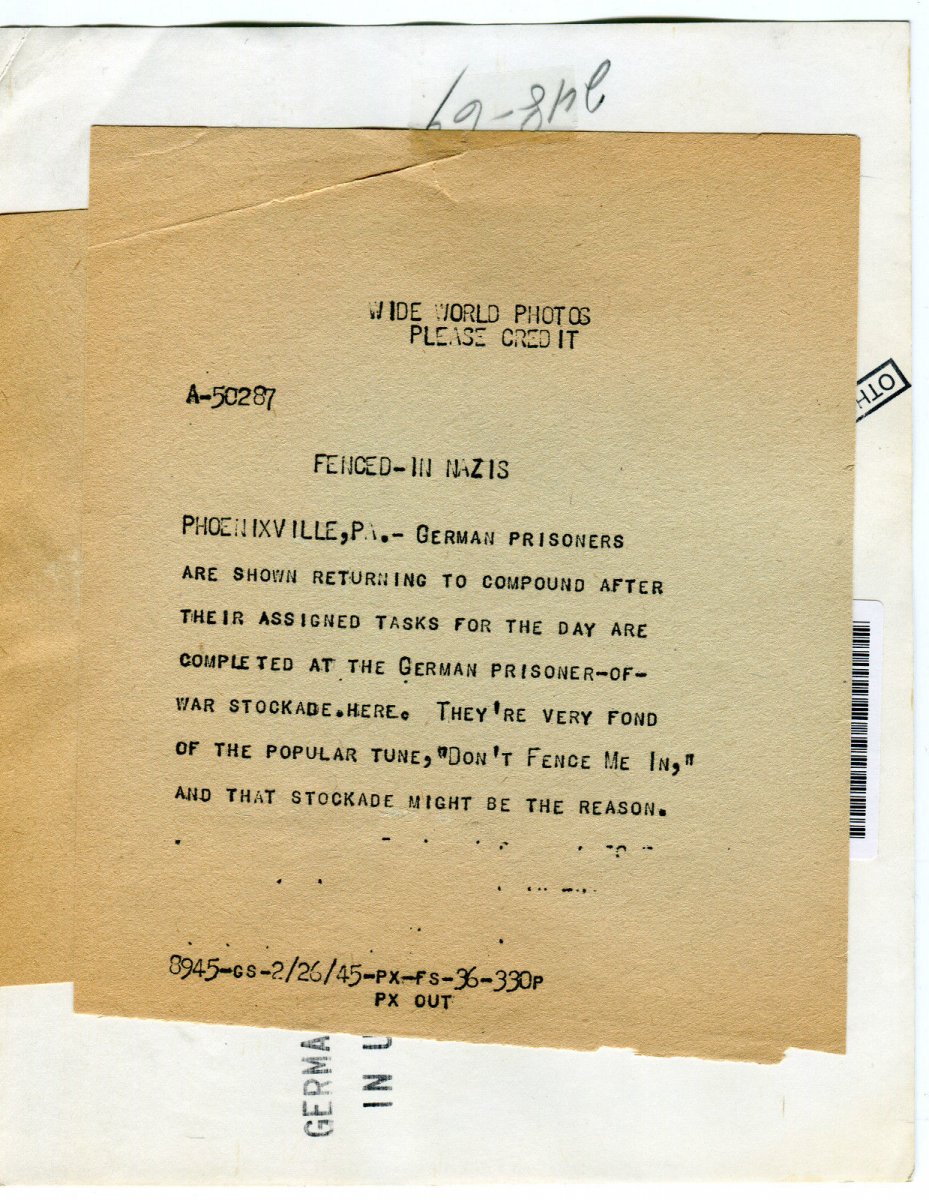 WIDE WORLD PHOTOS
PLEASE CREDIT
A-50287
FENCED-IN NAZIS
PHOENIXVILLE,PA.- GERMAN PRISONERS
ARE SHOWN RETURNING TO COMPOUND AFTER
THEIR ASSIGNED TASKS FOR THE DAY ARE
COMPLETED AT THE GERMAN PRISONER-OF-
WAR STOCKADE.HERE. THEY'RE VERY FOND
OF THE POPULAR TUNE,"DON'T FENCE ME IN,"
AND THAT STOCKADE MIGHT BE THE REASON.
8945-GS-2/26/45-PX-FS-36-330P
PX OUT
OTH
GERMA
IN U